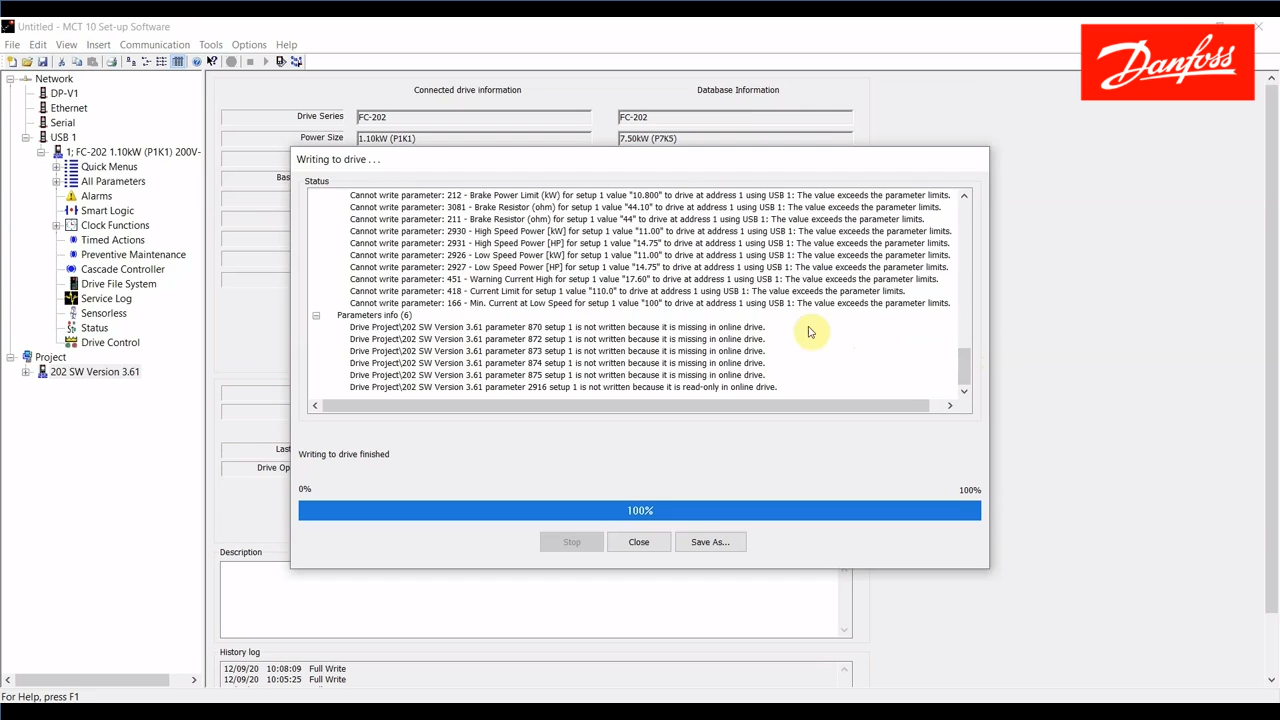 Untitled - MCT 10 Set-up Software
Danfoss
File Edit View Insert Communication Tools Options Help
Network
DP-V1
Ethernet
Serial
USB 1
1; FC-202 1.10kW (P1K1) 200V-
Quick Menus
All Parameters
Alarms
Smart Logic
Clock Functions
Timed Actions
Preventive Maintenance
Cascade Controller
Drive File System
Service Log
Sensorless
Status
Drive Control
Project
202 SW Version 3.61
Connected drive information Database Information
Drive Series FC-202 FC-202
Power Size 1.10kW (P1K1) 7.50kW (P7K5)
Bas
Writing to drive . . .
Status
Cannot write parameter: 212 - Brake Power Limit (kW) for setup 1 value "10.800" to drive at address 1 using USB 1: The value exceeds the parameter limits.
Cannot write parameter: 3081 - Brake Resistor (ohm) for setup 1 value "44.10" to drive at address 1 using USB 1: The value exceeds the parameter limits.
Cannot write parameter: 211 - Brake Resistor (ohm) for setup 1 value "44" to drive at address 1 using USB 1: The value exceeds the parameter limits.
Cannot write parameter: 2930 - High Speed Power [kW] for setup 1 value "11.00" to drive at address 1 using USB 1: The value exceeds the parameter limits.
Cannot write parameter: 2931 - High Speed Power [HP] for setup 1 value "14.75" to drive at address 1 using USB 1: The value exceeds the parameter limits.
Cannot write parameter: 2926 - Low Speed Power [kW] for setup 1 value "11.00" to drive at address 1 using USB 1: The value exceeds the parameter limits.
Cannot write parameter: 2927 - Low Speed Power [HP] for setup 1 value "14.75" to drive at address 1 using USB 1: The value exceeds the parameter limits.
Cannot write parameter: 451 - Warning Current High for setup 1 value "17.60" to drive at address 1 using USB 1: The value exceeds the parameter limits.
Cannot write parameter: 418 - Current Limit for setup 1 value "110.0" to drive at address 1 using USB 1: The value exceeds the parameter limits.
Cannot write parameter: 166 - Min. Current at Low Speed for setup 1 value "100" to drive at address 1 using USB 1: The value exceeds the parameter limits.
Parameters info (6)
Drive Project\202 SW Version 3.61 parameter 870 setup 1 is not written because it is missing in online drive.
Drive Project\202 SW Version 3.61 parameter 872 setup 1 is not written because it is missing in online drive.
Drive Project\202 SW Version 3.61 parameter 873 setup 1 is not written because it is missing in online drive.
Drive Project\202 SW Version 3.61 parameter 874 setup 1 is not written because it is missing in online drive.
Drive Project\202 SW Version 3.61 parameter 875 setup 1 is not written because it is missing in online drive.
Drive Project\202 SW Version 3.61 parameter 2916 setup 1 is not written because it is read-only in online drive.
Writing to drive finished
0% 100%
100%
Stop Close Save As...
Last
Drive Op
Description
History log
12/09/20 10:08:09 Full Write
12/09/20 10:05:25 Full Write
For Help, press F1